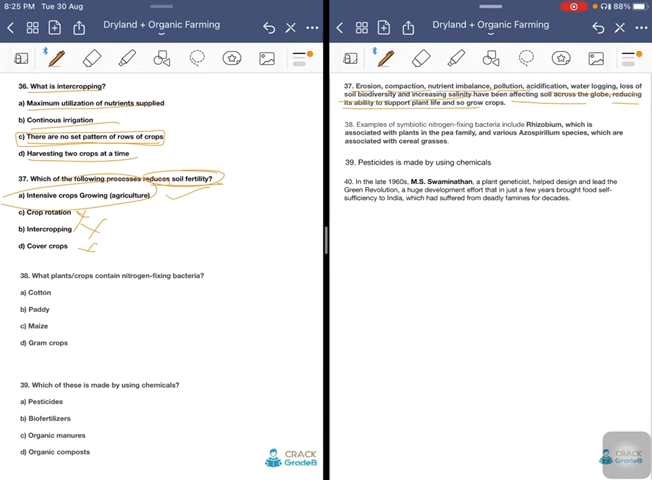 8:25 PM Tue 30 Aug
88%
Dryland + Organic Farming
36. What is intercropping?
a) Maximum utilization of nutrients supplied
b) Continous irrigation
c) There are no set pattern of rows of crops
d) Harvesting two crops at a time
37. Which of the following processes reduces soil fertility?
a) Intensive crops Growing (agriculture)
c) Crop rotation
b) Intercropping
d) Cover crops
38. What plants/crops contain nitrogen-fixing bacteria?
a) Cotton
b) Paddy
c) Maize
d) Gram crops
39. Which of these is made by using chemicals?
a) Pesticides
b) Biofertilizers
c) Organic manures
d) Organic composts
CRACK
GradeB
Dryland + Organic Farming
37. Erosion, compaction, nutrient imbalance, pollution, acidification, water logging, loss of
soil biodiversity and increasing salinity have been affecting soil across the globe, reducing
its ability to support plant life and so grow crops.
38. Examples of symbiotic nitrogen-fixing bacteria include Rhizobium, which is
associated with plants in the pea family, and various Azospirillum species, which are
associated with cereal grasses.
39. Pesticides is made by using chemicals
40. In the late 1960s, M.S. Swaminathan, a plant geneticist, helped design and lead the
Green Revolution, a huge development effort that in just a few years brought food self-
sufficiency to India, which had suffered from deadly famines for decades.
CRACK
GradeB